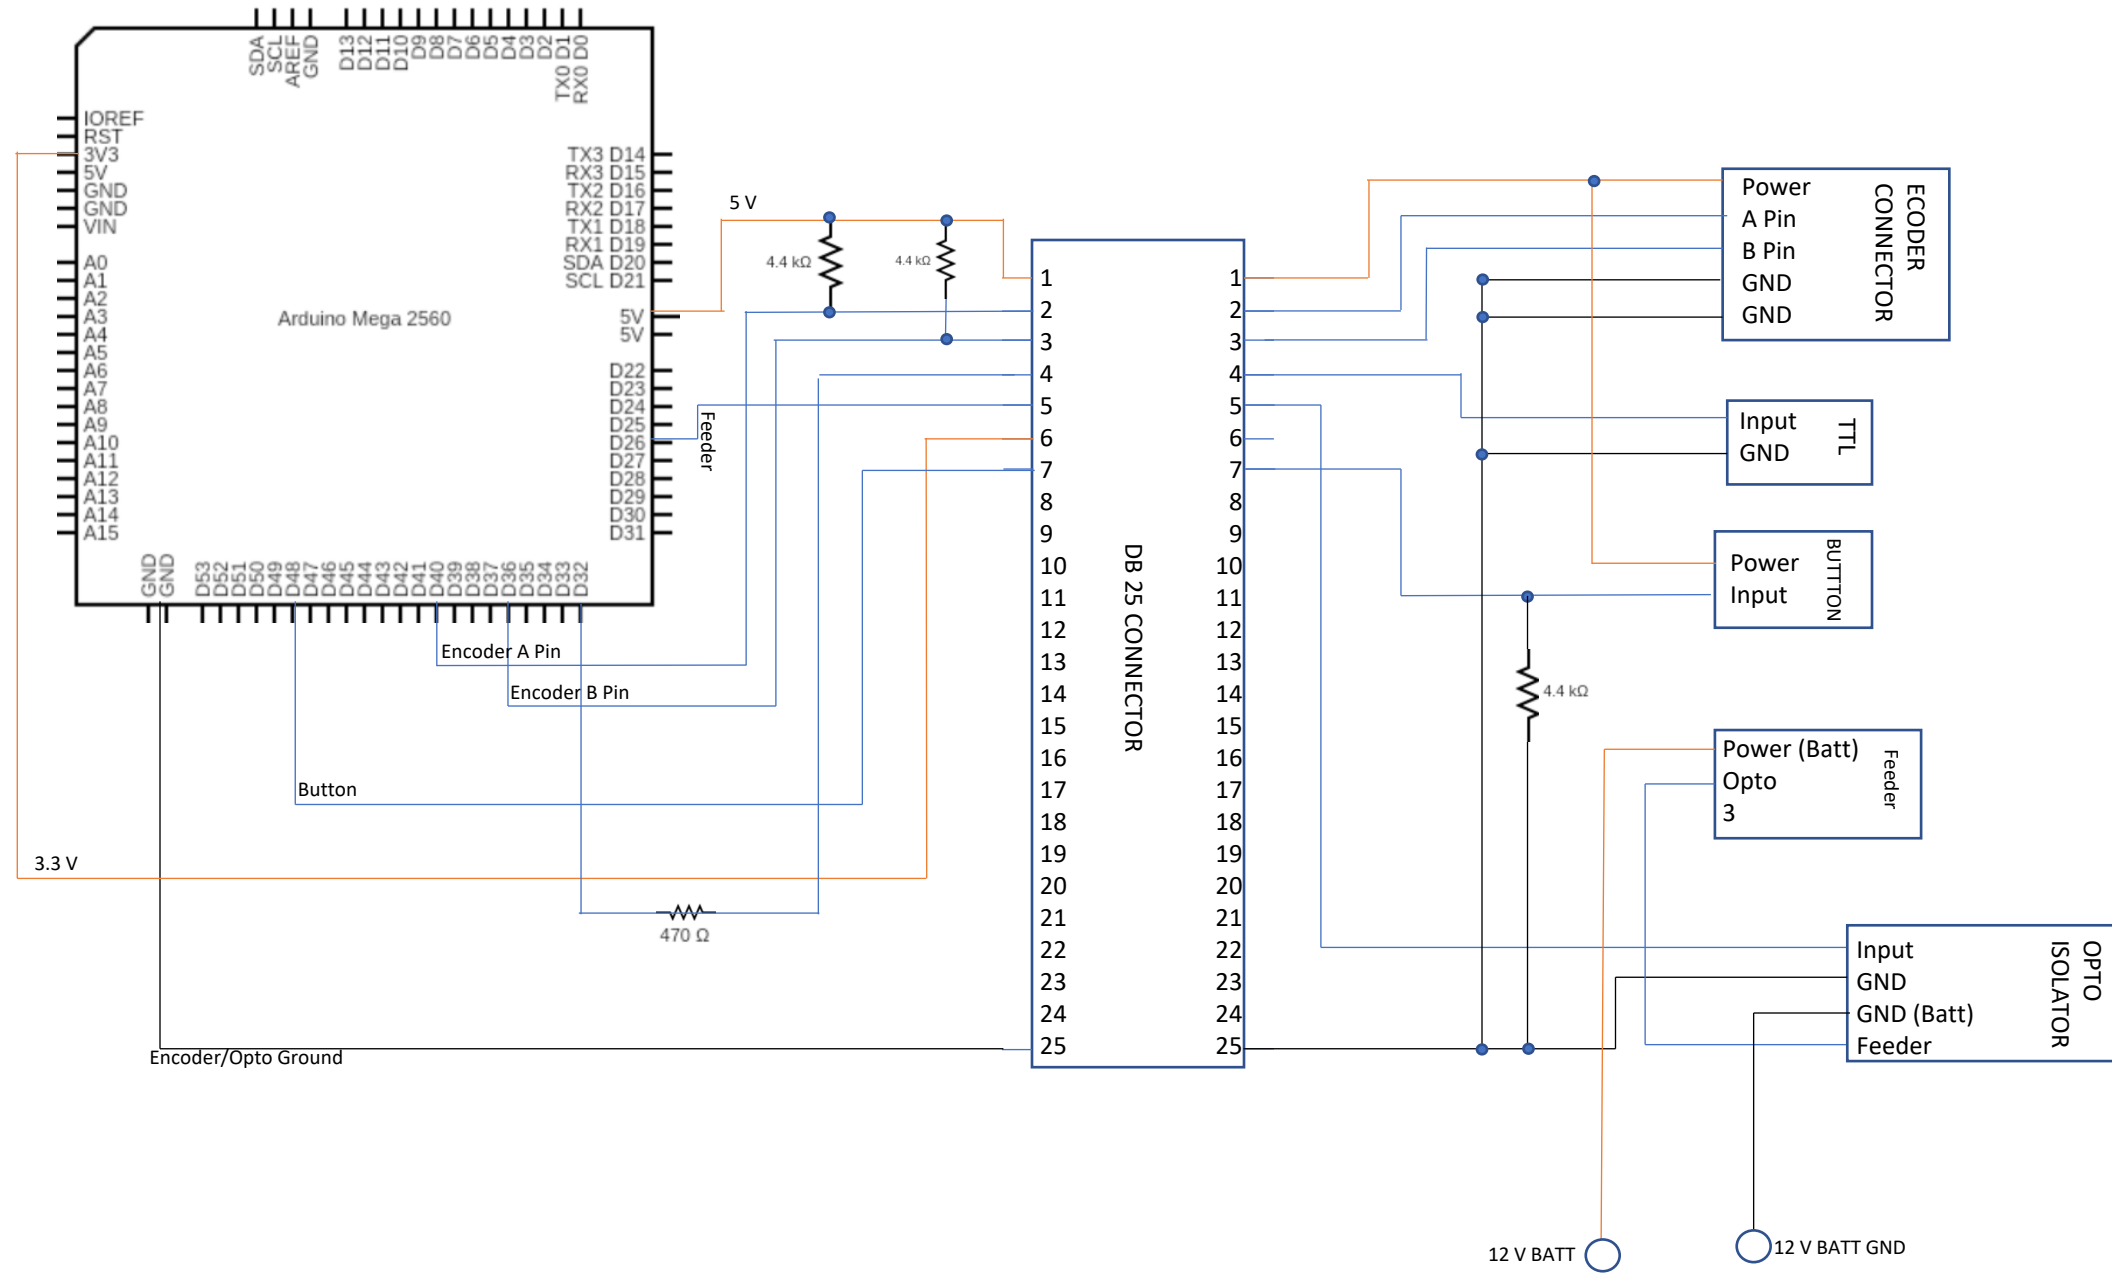 SDA
SCL
AREF
GND
D13
D12
D11
D10
D9
D8
D7
D6
D5
D4
D3
D2
TX0 D1
RX0 D0
IOREF
RST
3V3
5V
GND
GND
VIN
A0
A1
A2
A3
A4
A5
A6
A7
A8
A9
A10
A11
A12
A13
A14
A15
Arduino Mega 2560
TX3 D14
RX3 D15
TX2 D16
RX2 D17
TX1 D18
RX1 D19
SDA D20
SCL D21
5V
5V
D22
D23
D24
D25
D26
D27
D28
D29
D30
D31
GND
GND
D53
D52
D51
D50
D49
D48
D47
D46
D45
D44
D43
D42
D41
D40
D39
D38
D37
D36
D35
D34
D33
D32
5 V
4.4 kΩ
4.4 kΩ
Feeder
Encoder A Pin
Encoder B Pin
Button
3.3 V
470 Ω
Encoder/Opto Ground
1
2
3
4
5
6
7
8
9
10
11
12
13
14
15
16
17
18
19
20
21
22
23
24
25
DB 25 CONNECTOR
1
2
3
4
5
6
7
8
9
10
11
12
13
14
15
16
17
18
19
20
21
22
23
24
25
Power
A Pin
B Pin
GND
GND
ECODER
CONNECTOR
Input
GND
TTL
Power
Input
BUTTTON
4.4 kΩ
Power (Batt)
Opto
3
Feeder
Input
GND
GND (Batt)
Feeder
OPTO
ISOLATOR
12 V BATT
12 V BATT GND